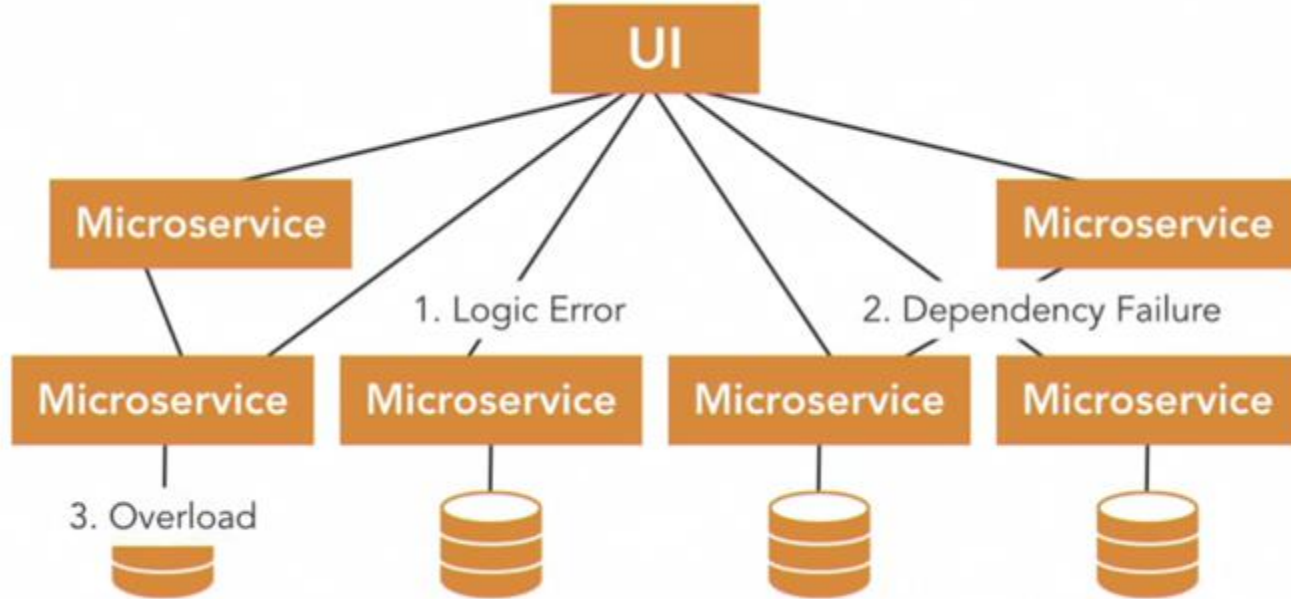 UI
Microservice
Microservice
1. Logic Error
2. Dependency Failure
Microservice
Microservice
Microservice
Microservice
3. Overload